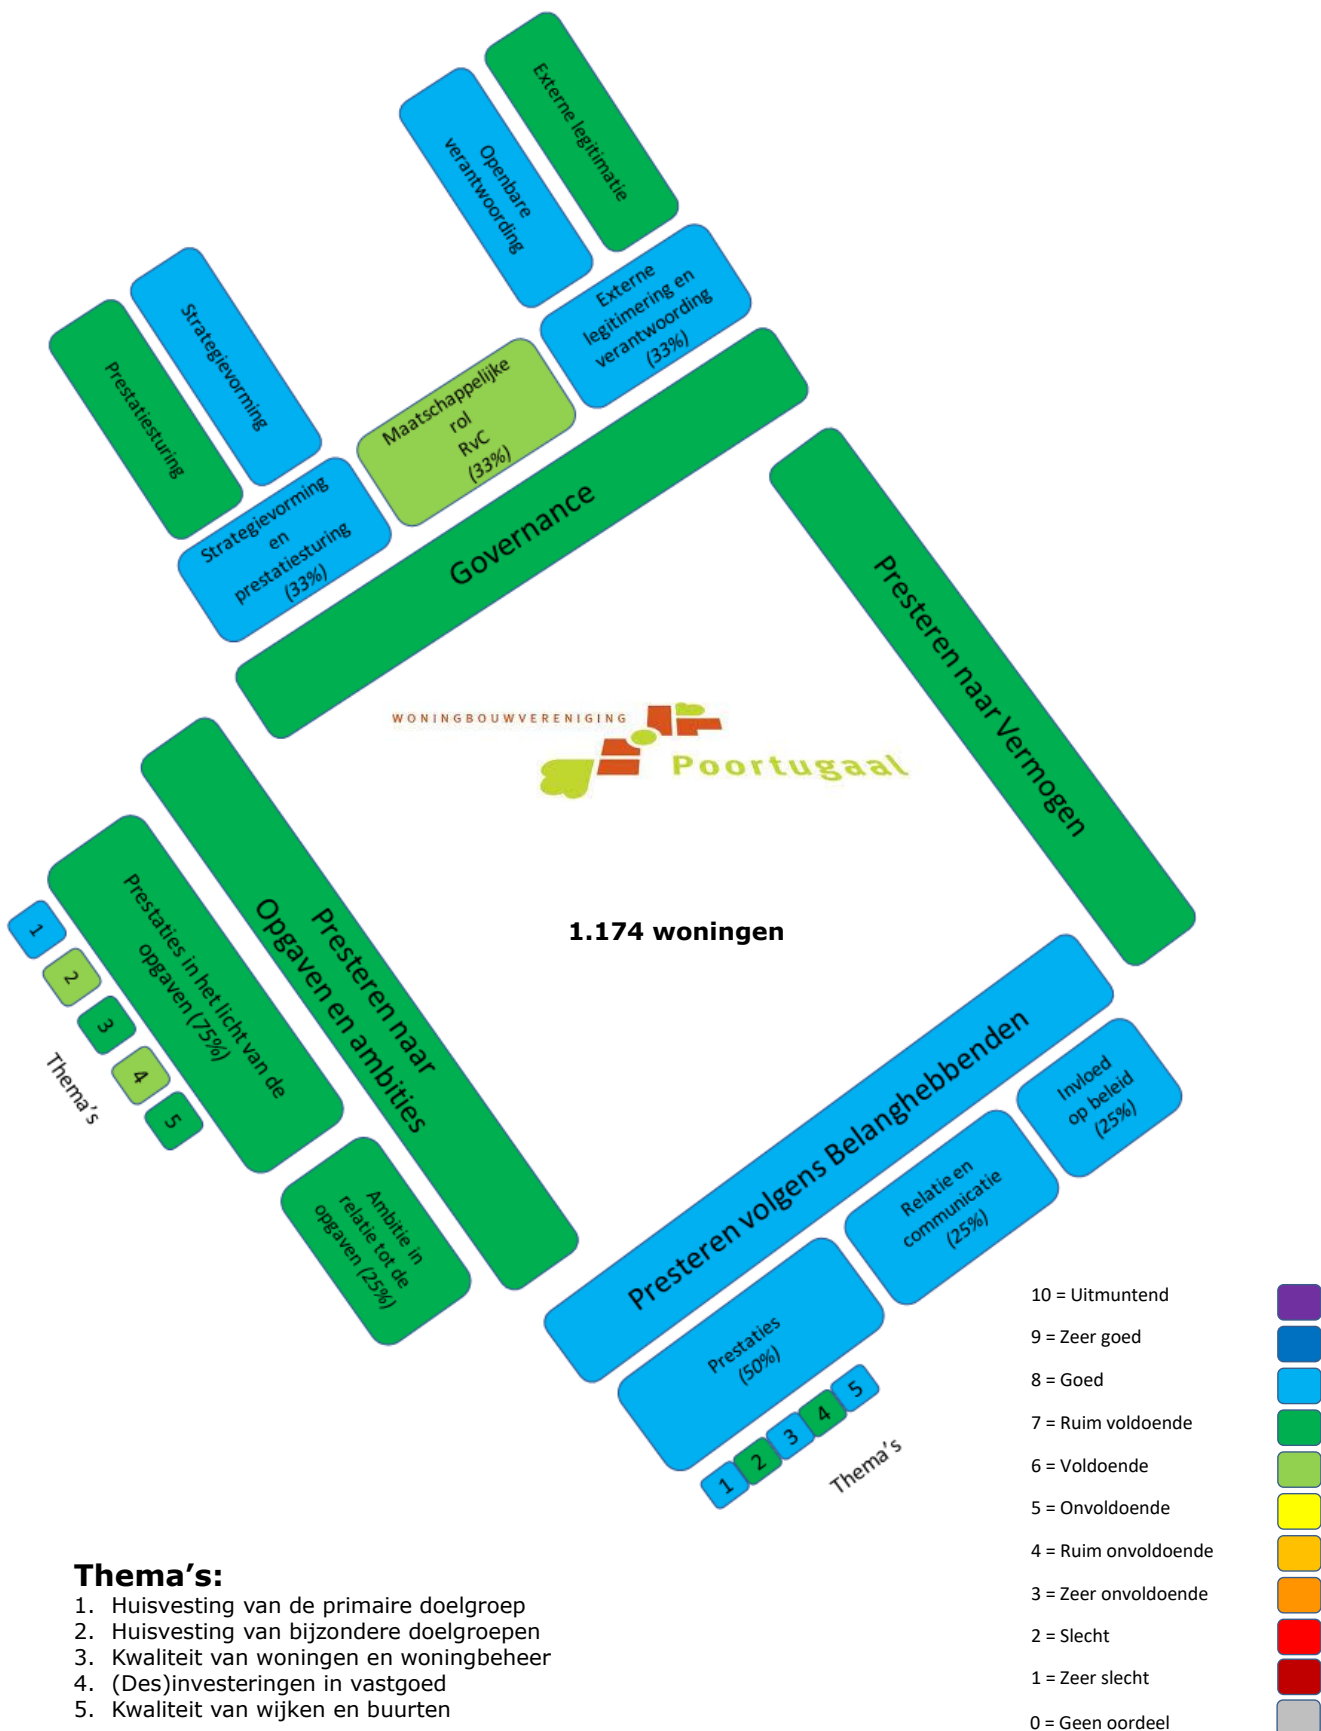 Externe legitimatie
Openbare
verantwoording
Externe
legitimering en
verantwoording
(33%)
Strategievorming
Prestatiesturing
Maatschappelijke
rol
RvC
(33%)
Strategievorming
en
prestatiesturing
(33%)
Governance
Presteren naar Vermogen
WONINGBOUWVERENIGING
Poortugaal
1.174 woningen
Presteren naar
Opgaven en ambities
Prestaties in het licht van de
opgaven (75%)
1
2
3
4
5
Thema's
Ambitie in
relatie tot de
opgaven (25%)
Presteren volgens Belanghebbenden
Invloed
op beleid
(25%)
Relatie en
communicatie
(25%)
Prestaties
(50%)
1
2
3
4
5
Thema's
10 = Uitmuntend
9 = Zeer goed
8 = Goed
7 = Ruim voldoende
6 = Voldoende
5 = Onvoldoende
4 = Ruim onvoldoende
3 = Zeer onvoldoende
2 = Slecht
1 = Zeer slecht
0 = Geen oordeel
Thema’s:
1. Huisvesting van de primaire doelgroep
2. Huisvesting van bijzondere doelgroepen
3. Kwaliteit van woningen en woningbeheer
4. (Des)investeringen in vastgoed
5. Kwaliteit van wijken en buurten